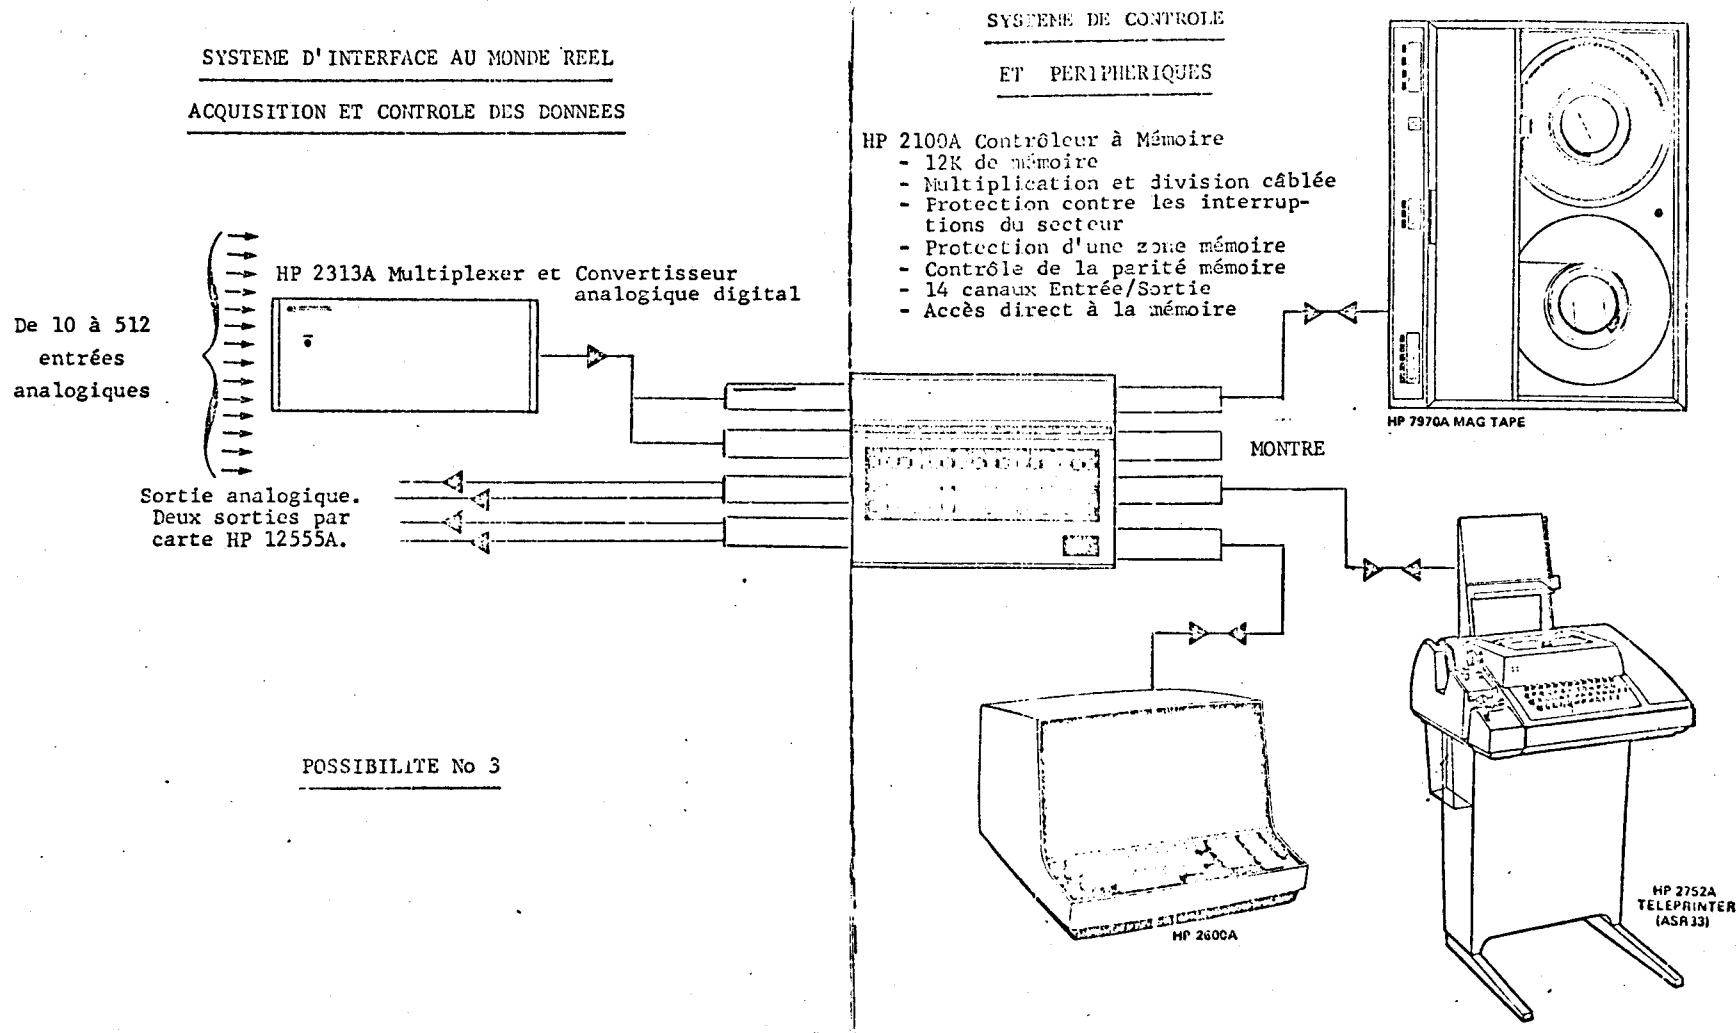 SYSTEME D'INTERFACE AU MONDE REEL
ACQUISITION ET CONTROLE DES DONNEES
De 10 à 512
entrées
analogiques
HP 2313A Multiplexer et Convertisseur
analogique digital
Sortie analogique.
Deux sorties par
carte HP 12555A.
POSSIBILITE No 3
SYSTEME DE CONTROLE
ET PERIPHERIQUES
HP 2100A Contrôleur à Mémoire
- 12K de mémoire
- Multiplication et division câblée
- Protection contre les interrup-
tions du secteur
- Protection d'une zone mémoire
- Contrôle de la parité mémoire
- 14 canaux Entrée/Sortie
- Accès direct à la mémoire
HP 7970A MAG TAPE
MONTRE
HP 2600A
HP 2752A
TELEPRINTER
(ASR 33)